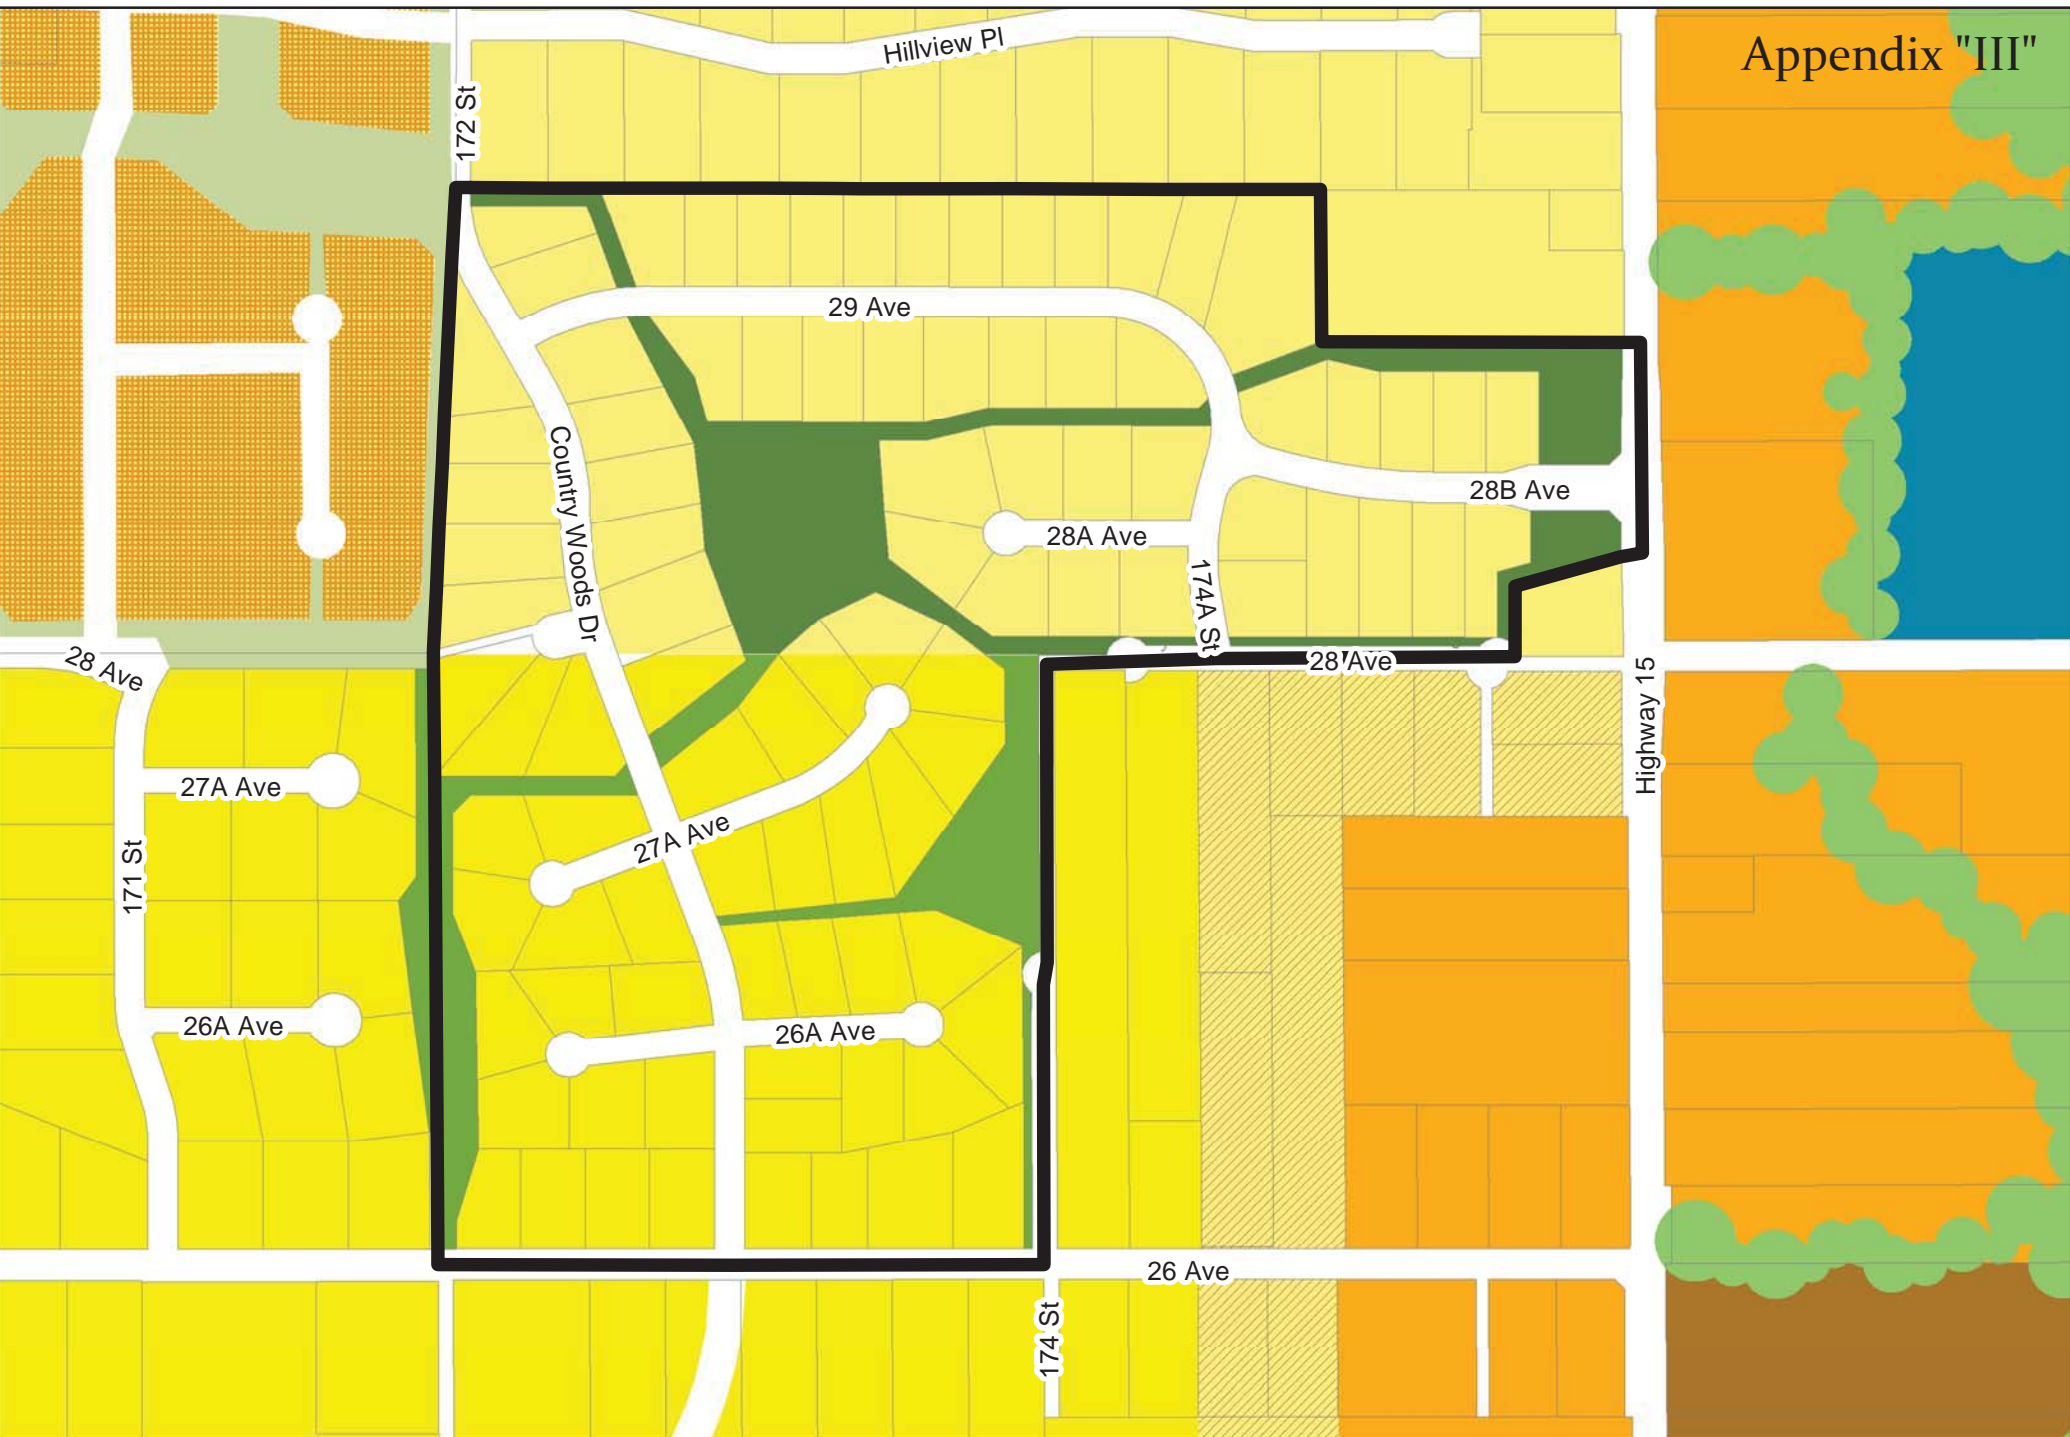 Appendix "III"
Hillview Pl
172 St
29 Ave
Country Woods Dr
28B Ave
28A Ave
174A St
28 Ave
28 Ave
Highway 15
27A Ave
171 St
27A Ave
26A Ave
26A Ave
26 Ave
174 St